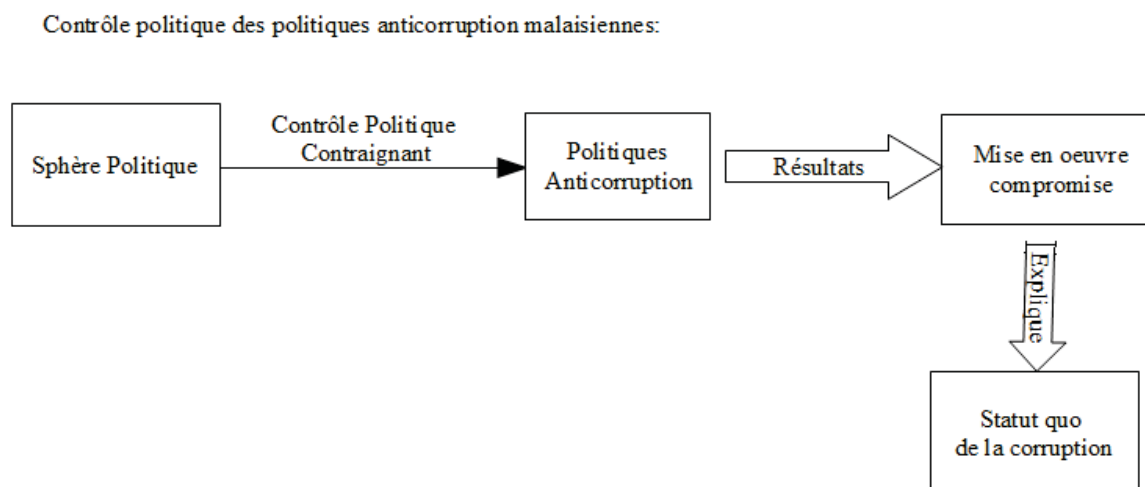 Contrôle politique des politiques anticorruption malaisiennes:
Sphère Politique
Contrôle Politique
Contraignant
Politiques
Anticorruption
Résultats
Mise en oeuvre
compromise
Explique
Statut quo
de la corruption